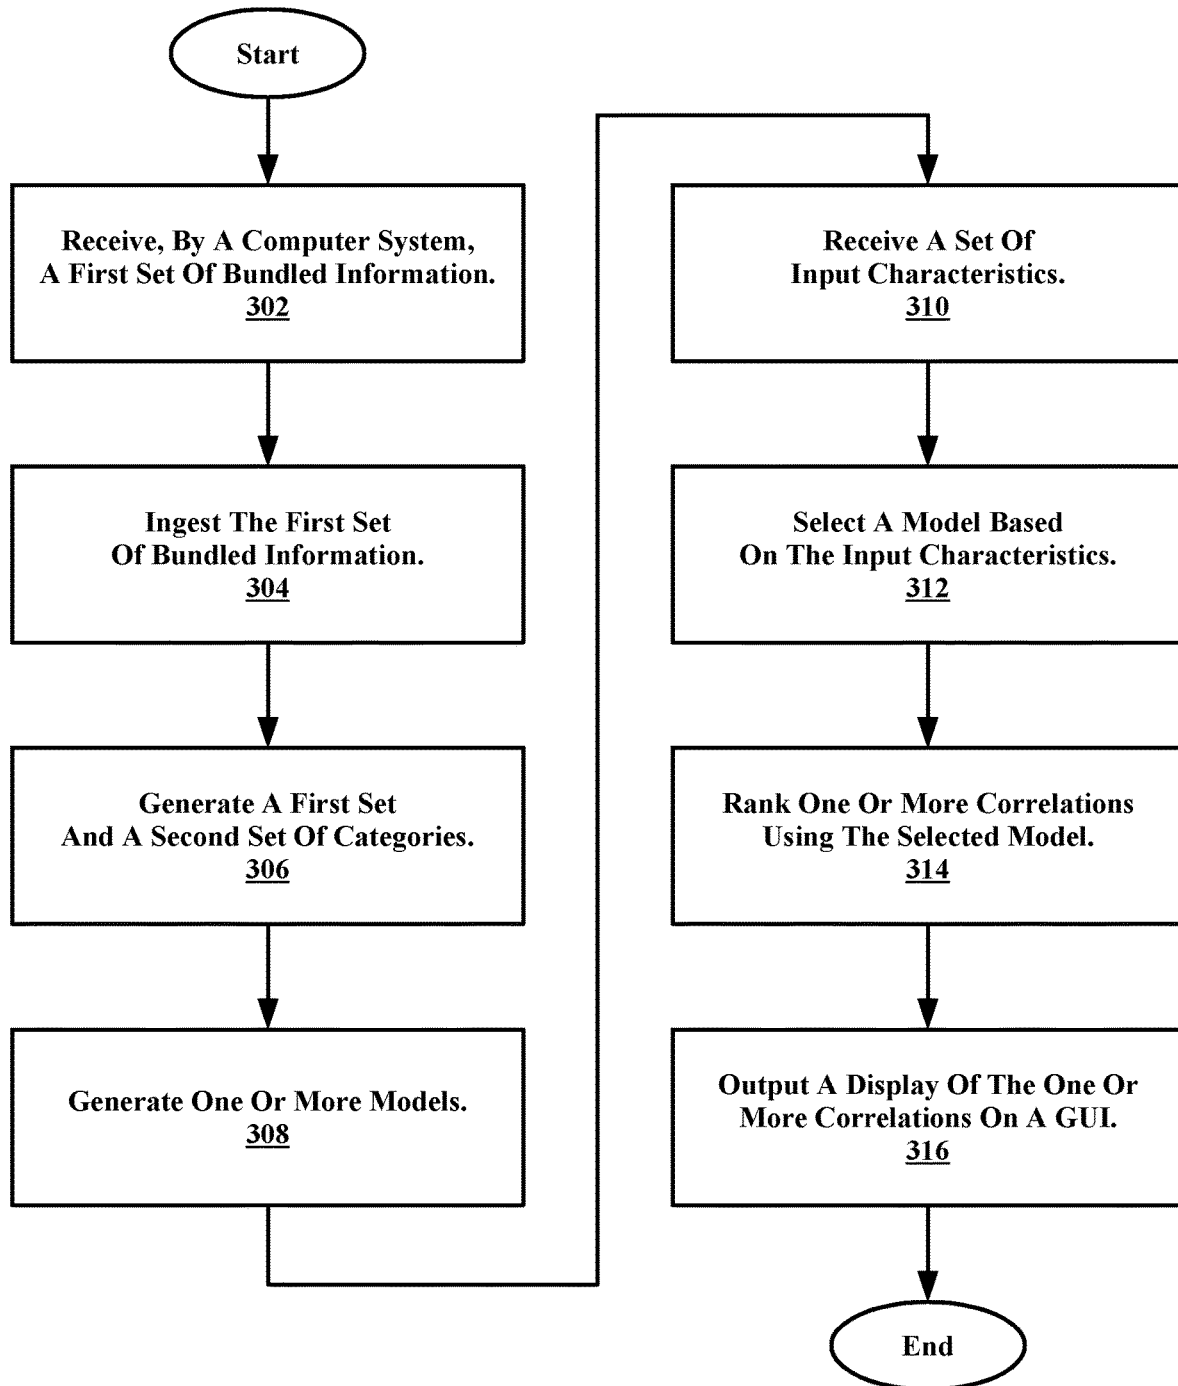 Start
Receive, By A Computer System,
A First Set Of Bundled Information.
302
Ingest The First Set
Of Bundled Information.
304
Generate A First Set
And A Second Set Of Categories.
306
Generate One Or More Models.
308
Receive A Set Of
Input Characteristics.
310
Select A Model Based
On The Input Characteristics.
312
Rank One Or More Correlations
Using The Selected Model.
314
Output A Display Of The One Or
More Correlations On A GUI.
316
End